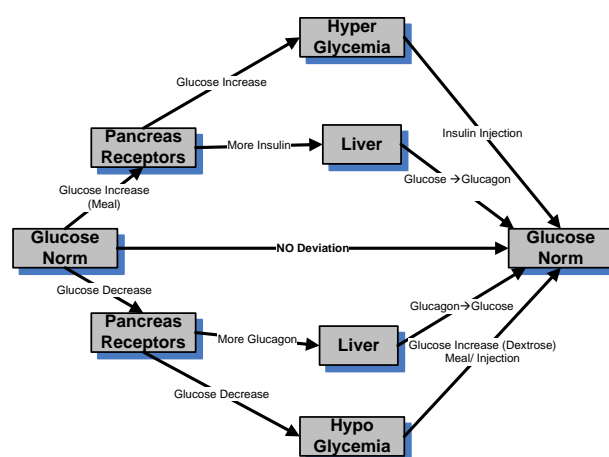 Hyper
Glycemia
Glucose Increase
Insulin Injection
Pancreas
Receptors
More Insulin
Liver
Glucose →Glucagon
Glucose Increase
(Meal)
Glucose
Norm
NO Deviation
Glucose
Norm
Glucose Decrease
Glucagon→Glucose
Pancreas
Receptors
More Glucagon
Liver
Glucose Increase (Dextrose)
Meal/ Injection
Glucose Decrease
Hypo
Glycemia